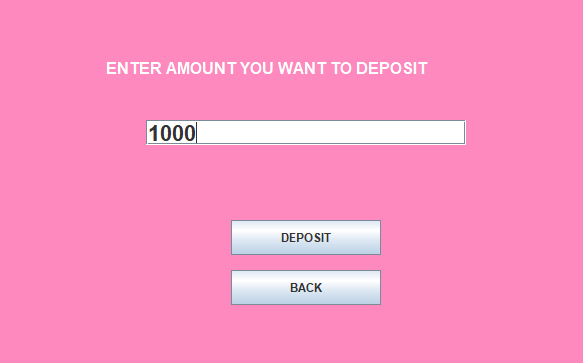 ENTER AMOUNT YOU WANT TO DEPOSIT
1000
DEPOSIT
BACK